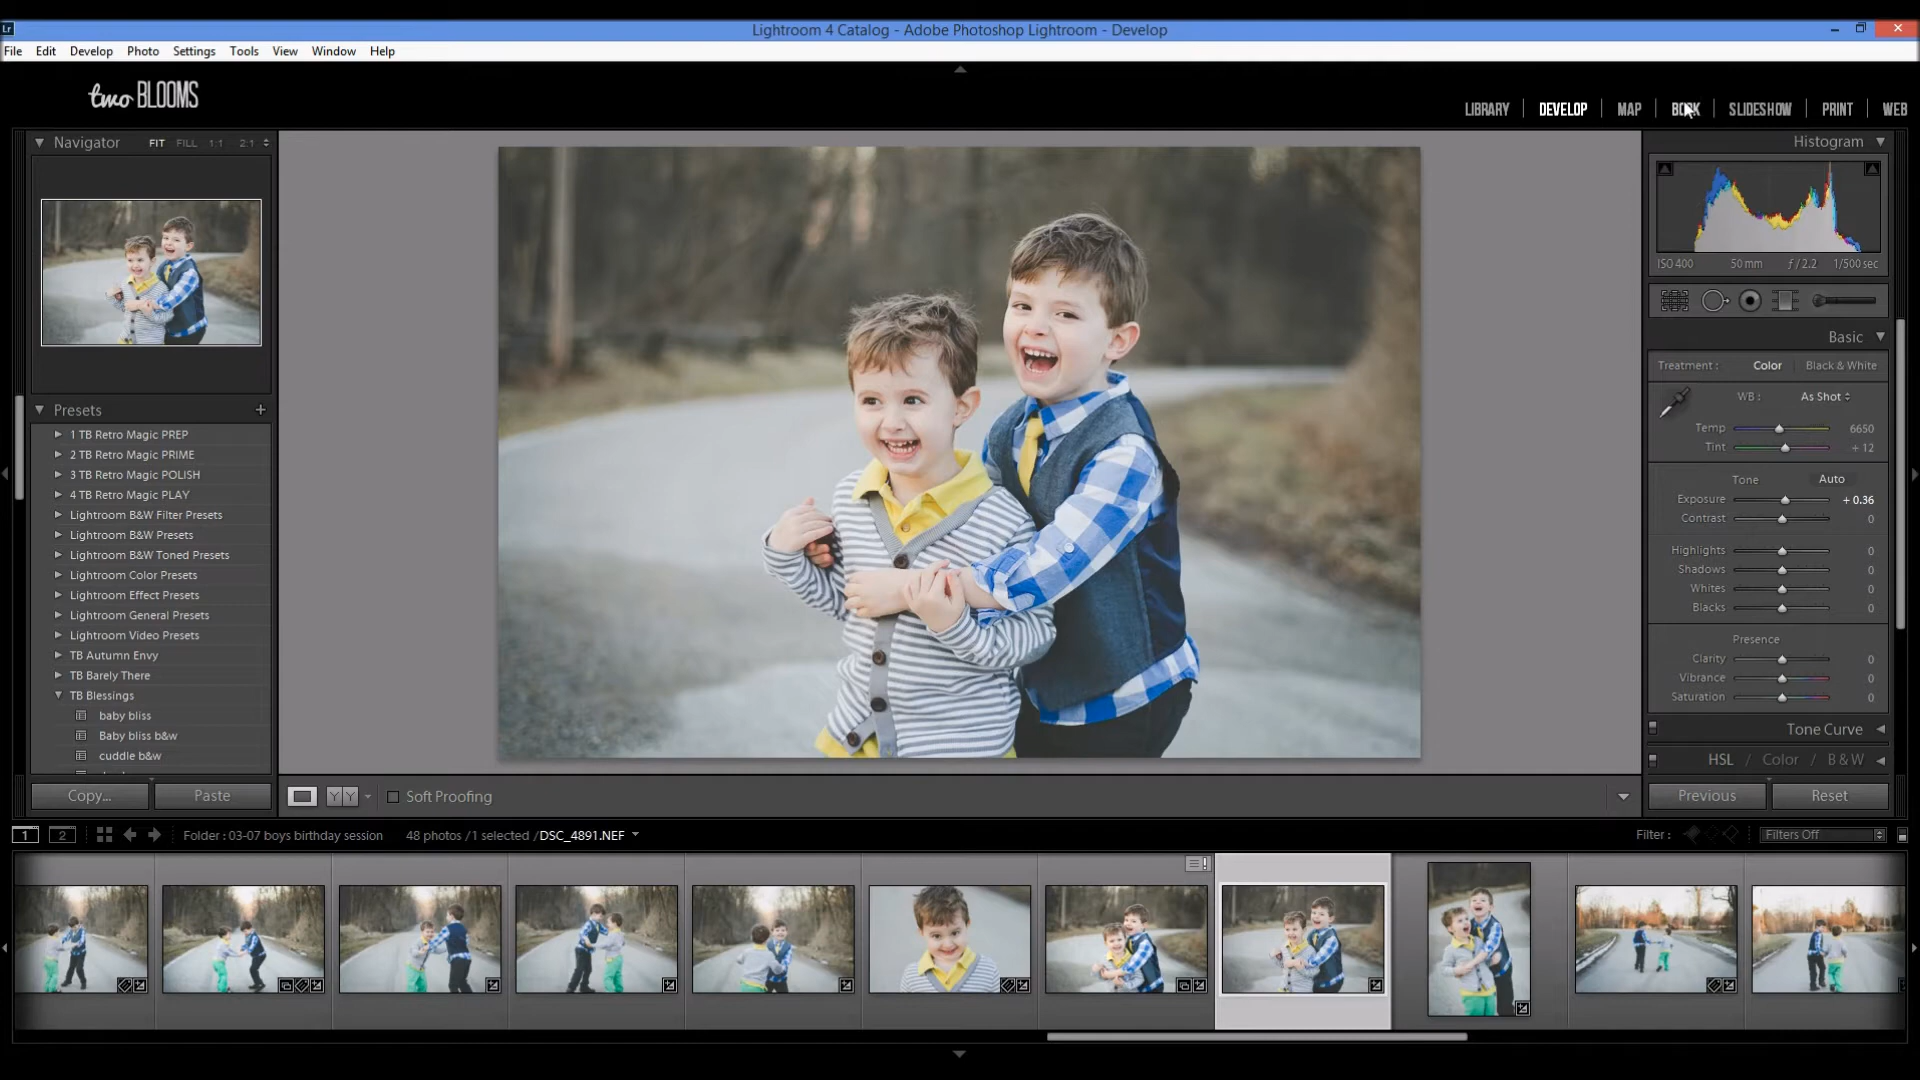 Lr
Lightroom 4 Catalog - Adobe Photoshop Lightroom - Develop
File Edit Develop Photo Settings Tools View Window Help
two BLOOMS
LIBRARY DEVELOP MAP BOOK SLIDESHOW PRINT WEB
Navigator FIT FILL 1:1 2:1
Histogram
ISO 400 50 mm f / 2.2 1/500 sec
Basic
Treatment : Color Black & White
WB : As Shot
Temp 6650
Tint + 12
Tone Auto
Exposure + 0.36
Contrast 0
Highlights 0
Shadows 0
Whites 0
Blacks 0
Presence
Clarity 0
Vibrance 0
Saturation 0
Tone Curve
HSL / Color / B & W
Previous Reset
Presets +
1 TB Retro Magic PREP
2 TB Retro Magic PRIME
3 TB Retro Magic POLISH
4 TB Retro Magic PLAY
Lightroom B&W Filter Presets
Lightroom B&W Presets
Lightroom B&W Toned Presets
Lightroom Color Presets
Lightroom Effect Presets
Lightroom General Presets
Lightroom Video Presets
TB Autumn Envy
TB Barely There
TB Blessings
baby bliss
Baby bliss b&w
cuddle b&w
Copy... Paste
Y Y Soft Proofing
1 2 Folder : 03-07 boys birthday session 48 photos /1 selected /DSC_4891.NEF Filter : Filters Off